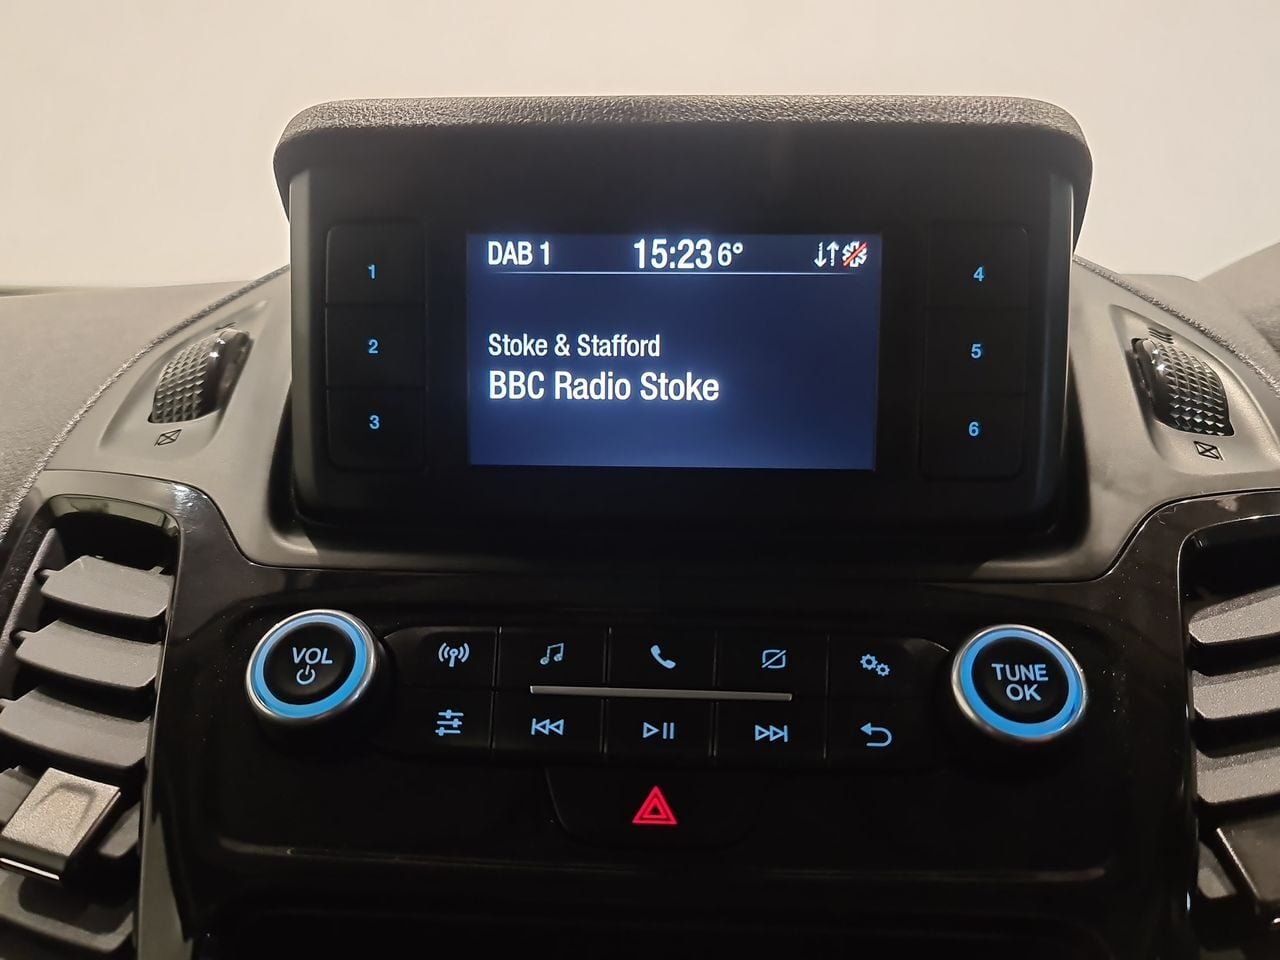 DAB 1 15:23 6°
Stoke & Stafford
BBC Radio Stoke
1
2
3
4
5
6
VOL
TUNE
OK